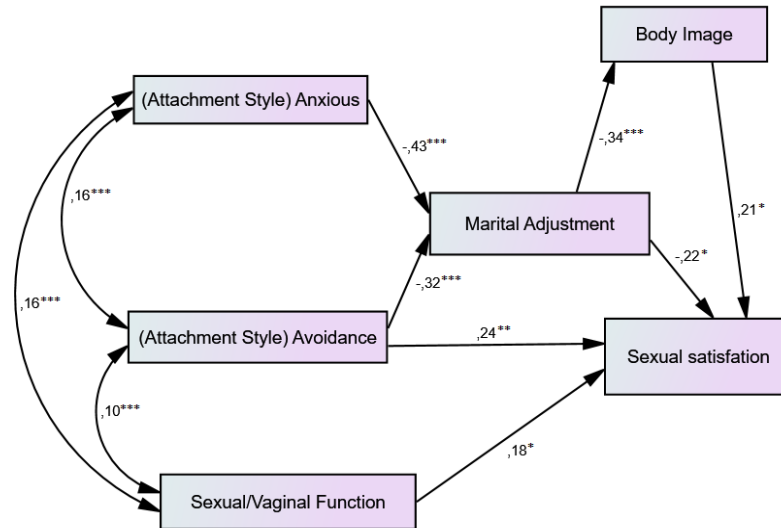 Body Image
(Attachment Style) Anxious
-,43***
-,34***
,16***
,21*
Marital Adjustment
-,22*
-,32***
,16***
(Attachment Style) Avoidance
,24**
Sexual satisfation
,10***
,18*
Sexual/Vaginal Function